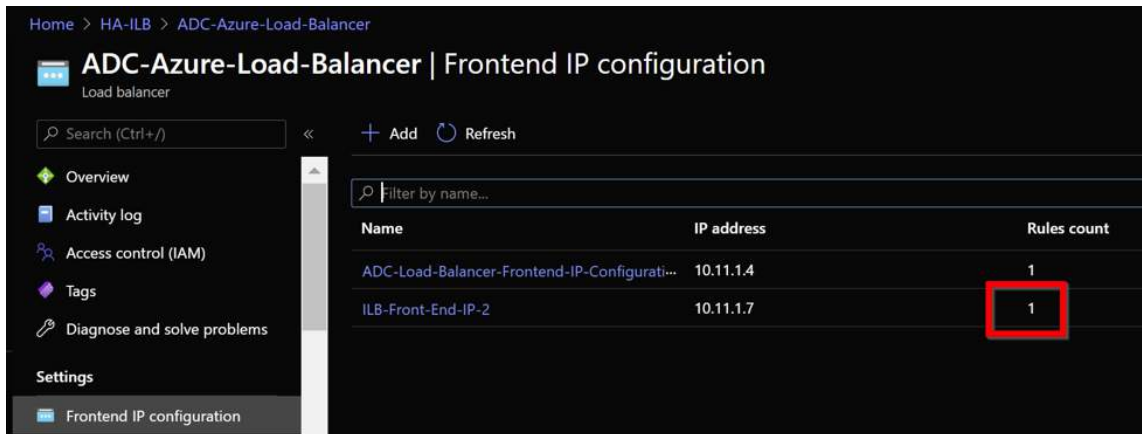 Home > HA-ILB > ADC-Azure-Load-Balancer
ADC-Azure-Load-Balancer | Frontend IP configuration
Load balancer
Search (Ctrl+/)
«
+ Add
Refresh
Overview
Activity log
Access control (IAM)
Tags
Diagnose and solve problems
Settings
Frontend IP configuration
Filter by name...
Name IP address Rules count
ADC-Load-Balancer-Frontend-IP-Configurati... 10.11.1.4 1
ILB-Front-End-IP-2 10.11.1.7 1